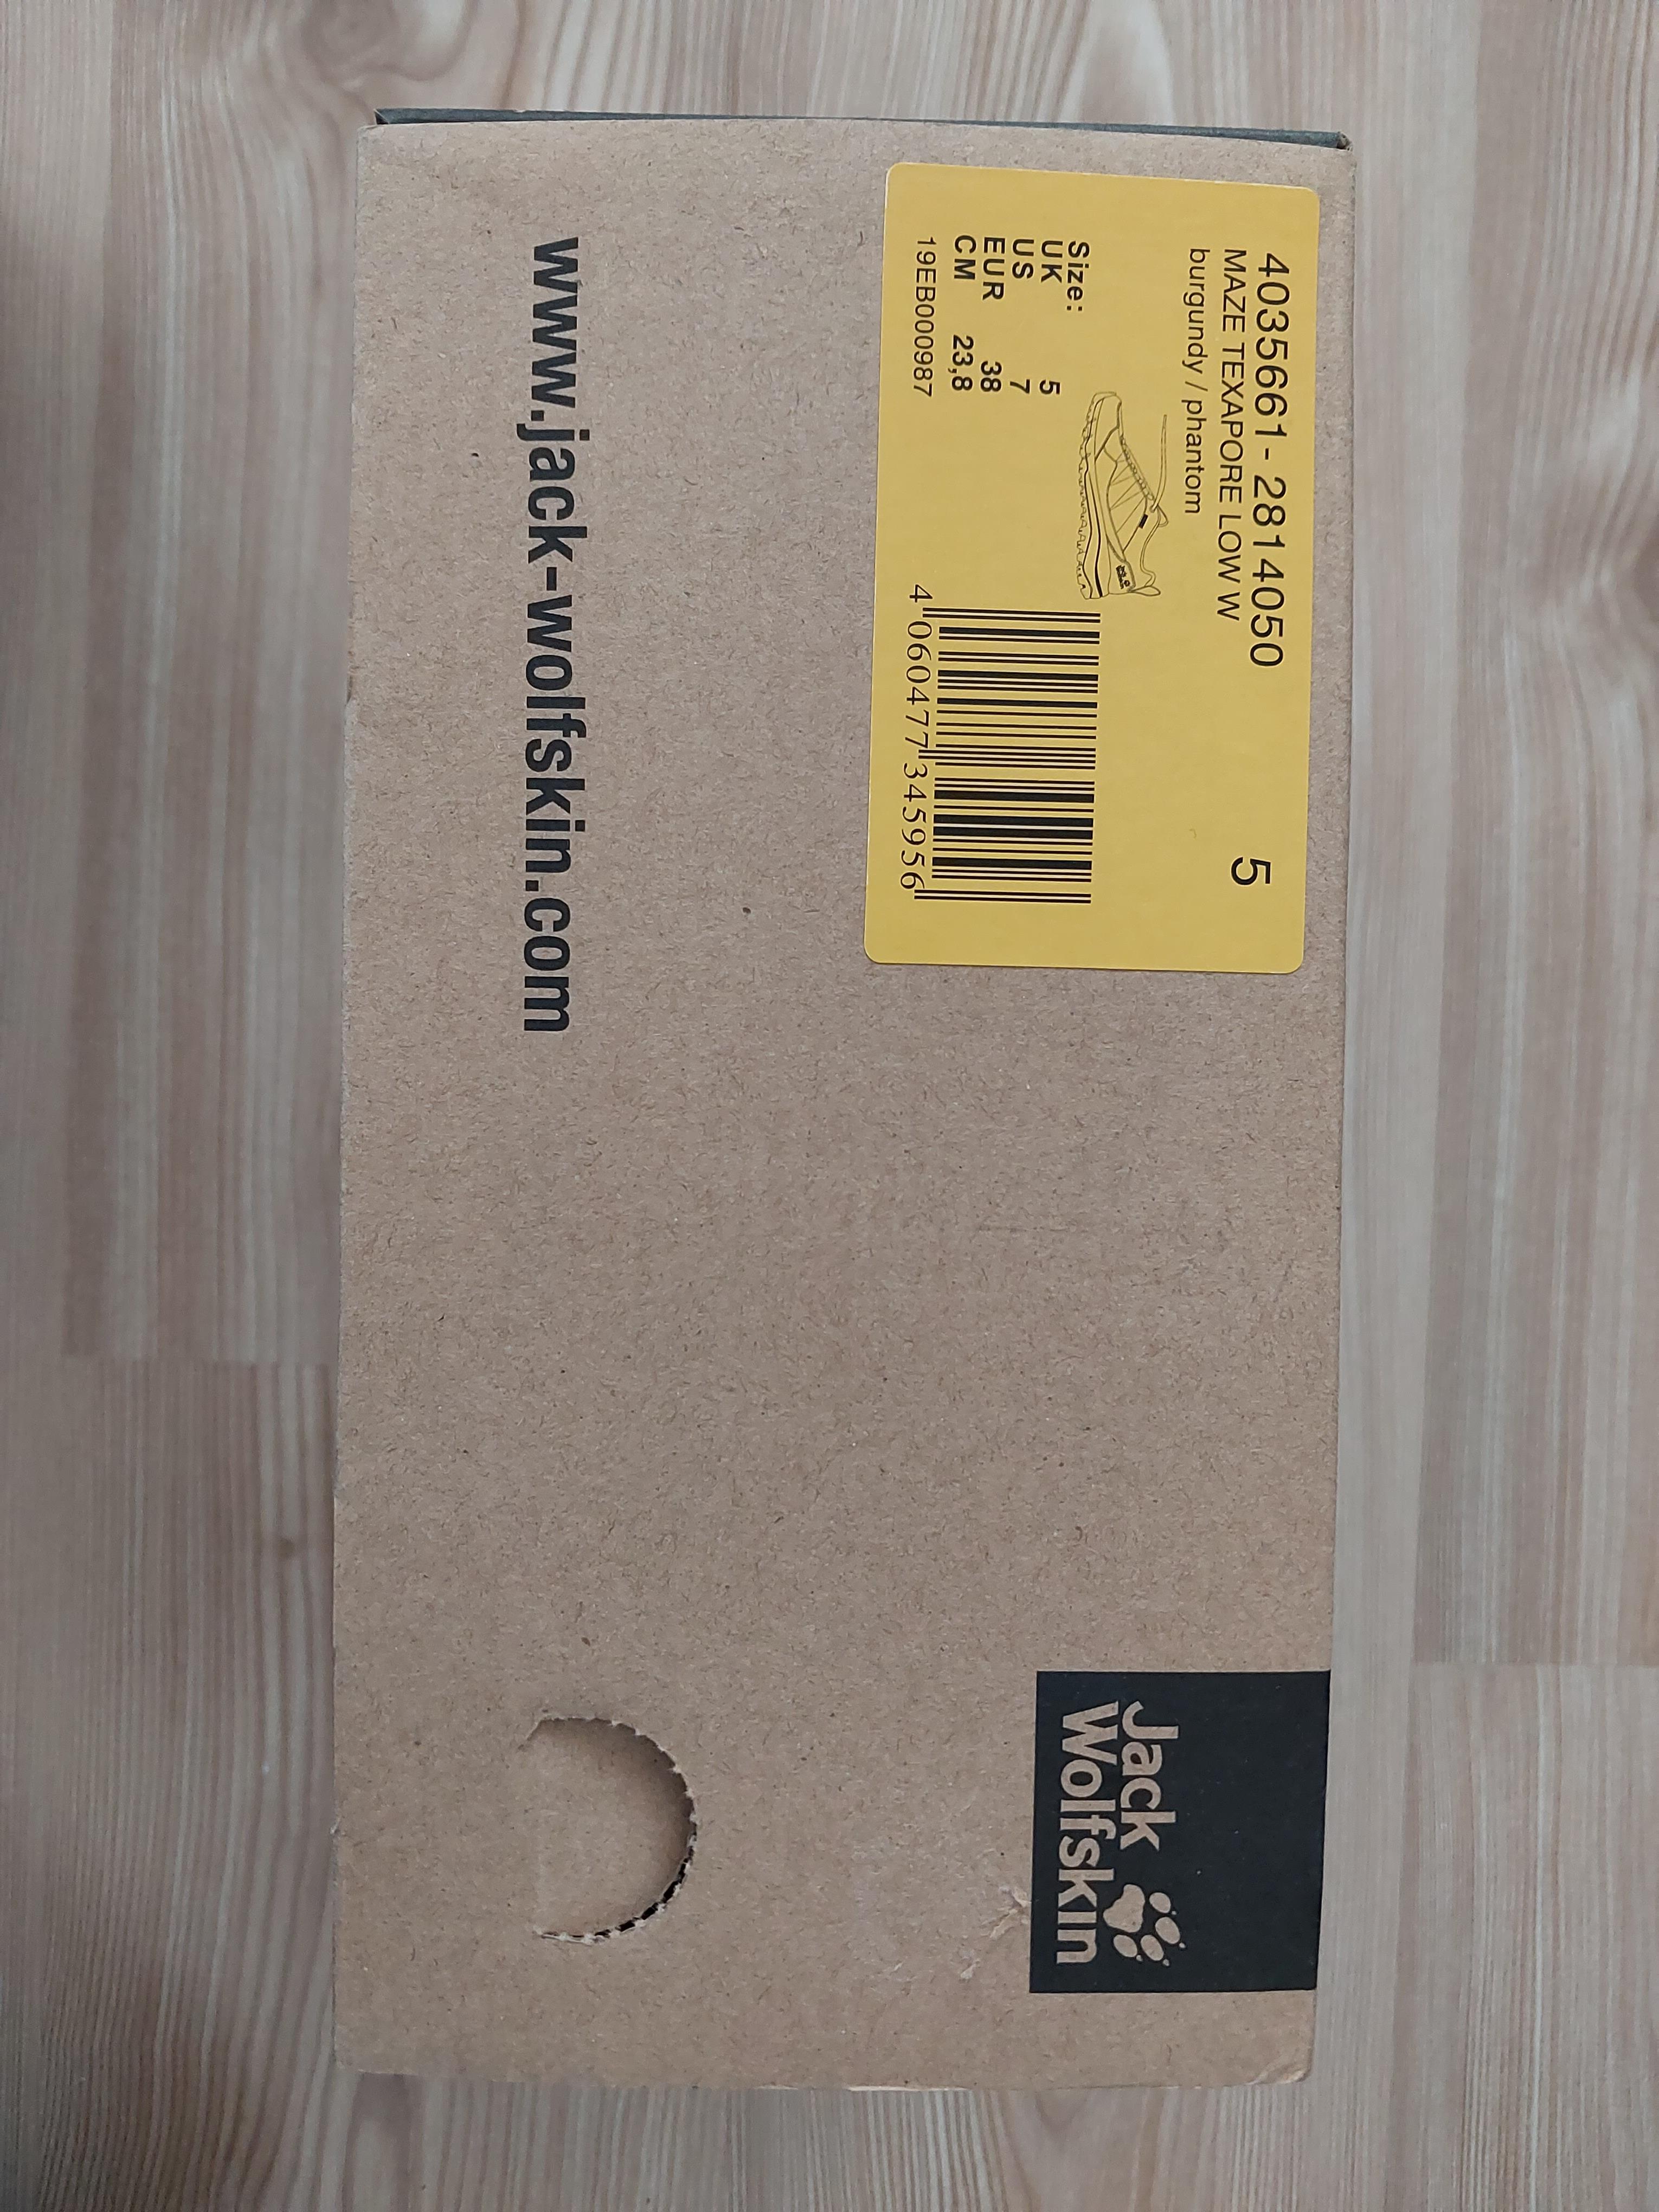 4035661-2814050 5
MAZE TEXAPORE LOW W
burgundy / phantom
Size:
UK 5
US 7
EUR 38
CM 23,8
19EB000987
4 060477 345956
Jack
Wolfskin
www.jack-wolfskin.com